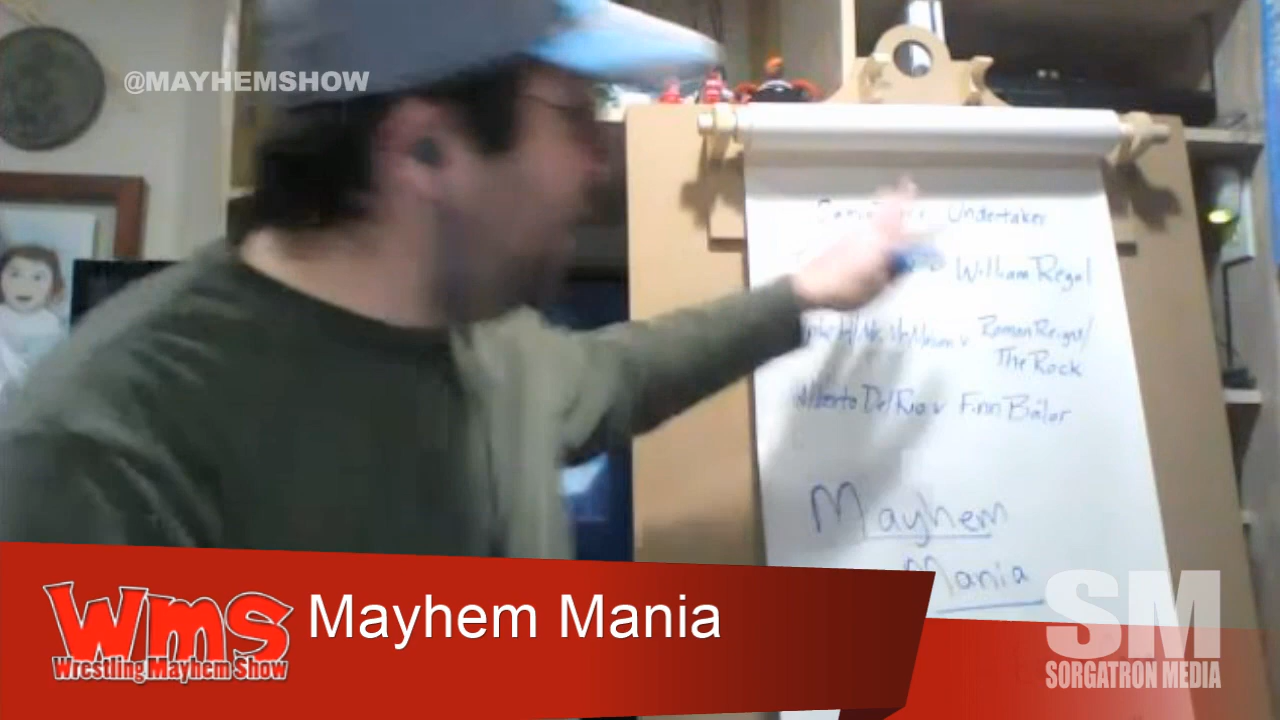 @MAYHEMSHOW
Undertaker
William Regal
v Roman Reigns/
The Rock
Alberto Del Rio v Finn Bálor
Mayhem
Mania
Wms
Wrestling Mayhem Show
Mayhem Mania
SM
SORGATRON MEDIA